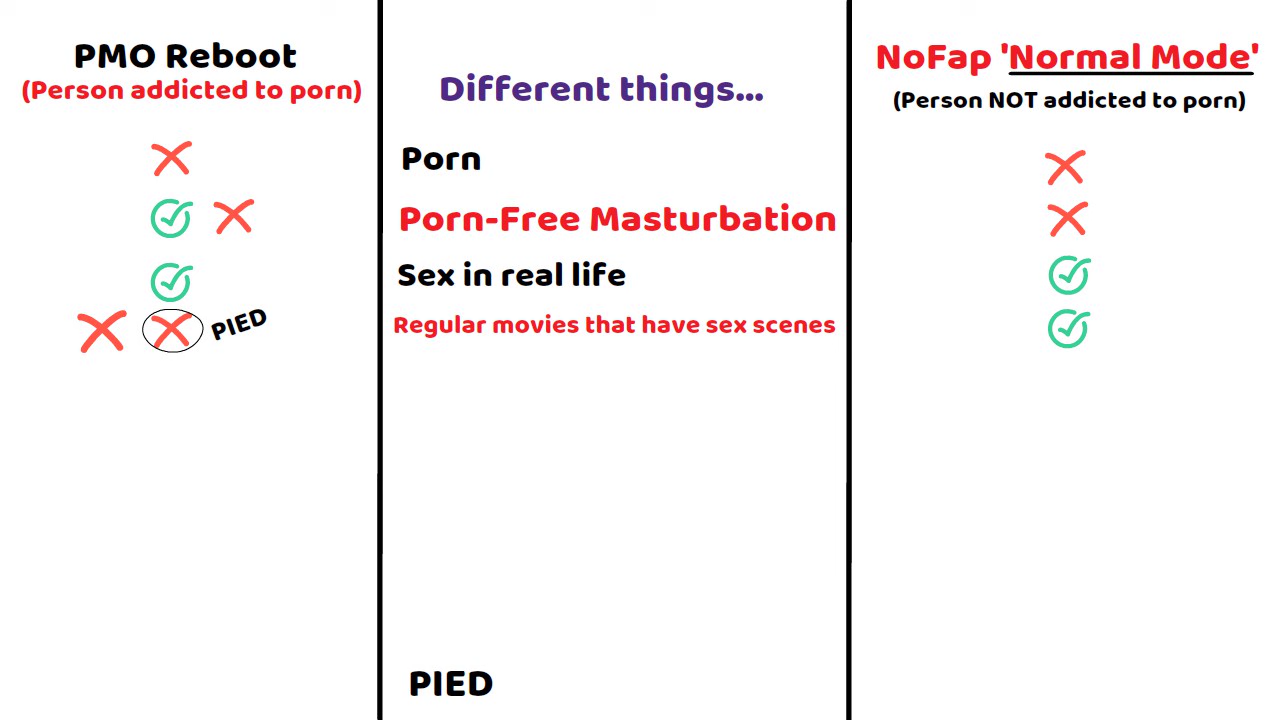 PMO Reboot
(Person addicted to porn)
PIED
Different things...
Porn
Porn-Free Masturbation
Sex in real life
Regular movies that have sex scenes
PIED
NoFap 'Normal Mode'
(Person NOT addicted to porn)